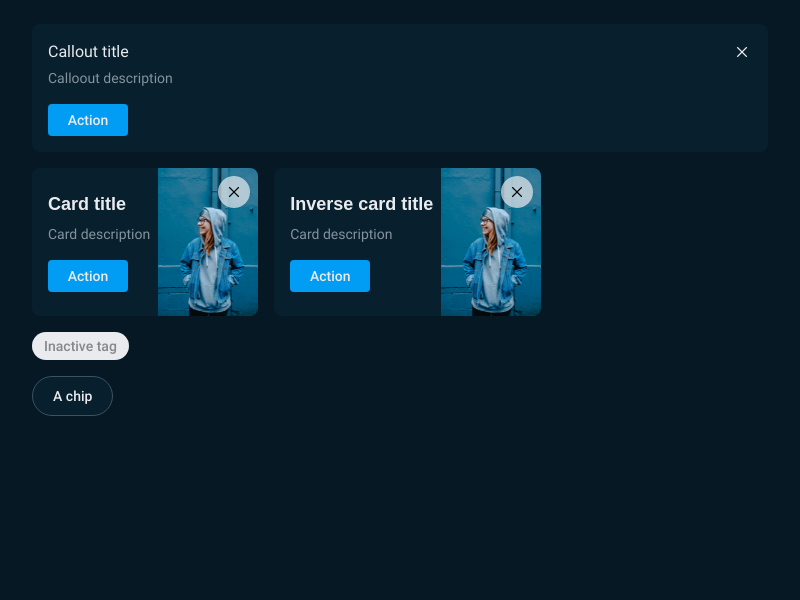 Callout title
Calloout description
Action
Card title
Card description
Action
Inverse card title
Card description
Action
Inactive tag
A chip